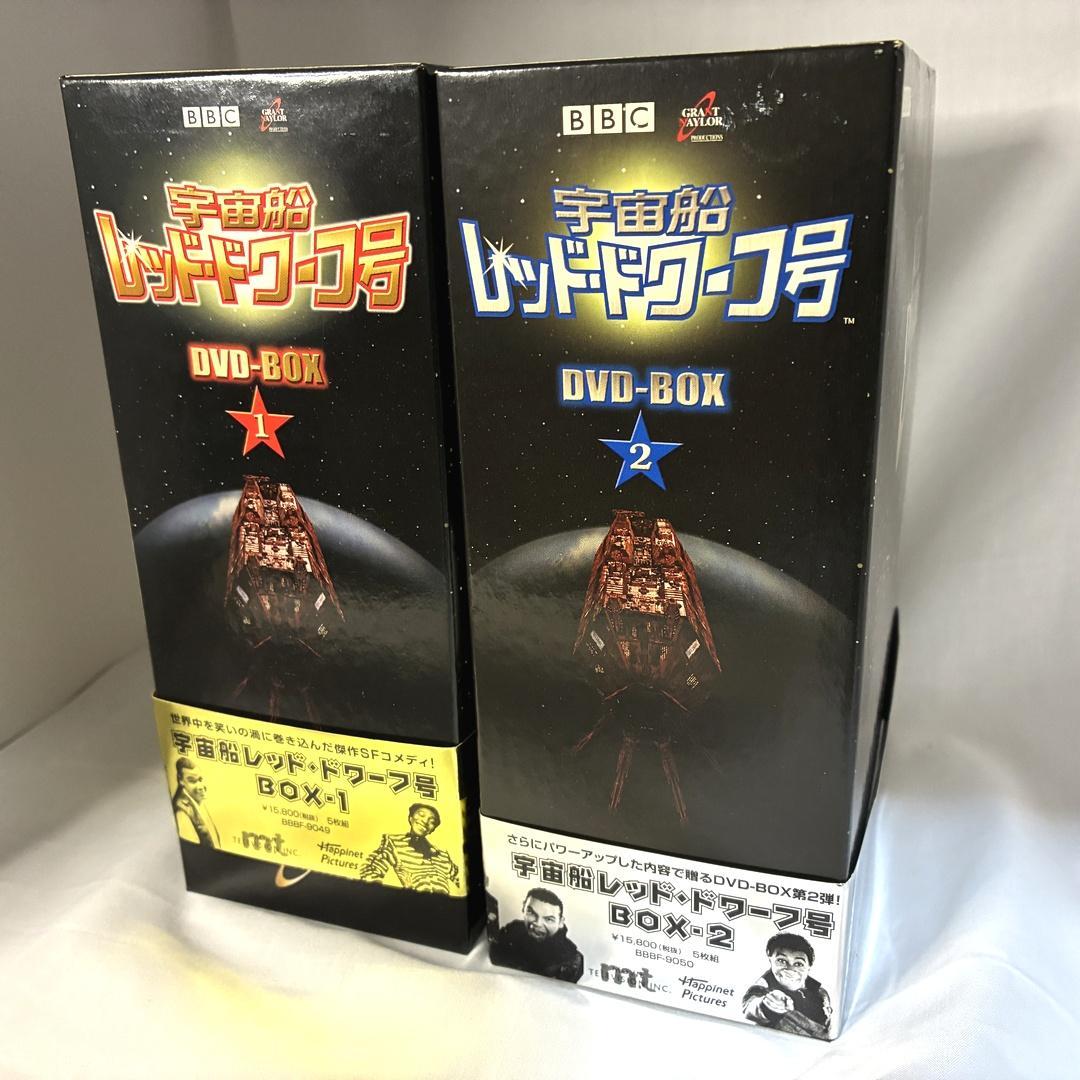 BBC
GRANT NAYLOR
PRODUCTIONS
宇宙船
レッド・ドワーフ号
DVD-BOX
1
世界中を笑いの渦に巻き込んだ傑作SFコメディ!
宇宙船レッド・ドワーフ号
BOX・1
¥15,800(税抜) 5枚組
BBBF-9049
mt INC.
Happinet
Pictures
BBC
GRANT NAYLOR
PRODUCTIONS
宇宙船
レッド・ドワーフ号
TM
DVD-BOX
2
さらにパワーアップした内容で贈るDVD-BOX第2弾!
宇宙船レッド・ドワーフ号
BOX・2
¥15,800(税抜) 5枚組
BBBF-9050
mt INC.
Happinet
Pictures